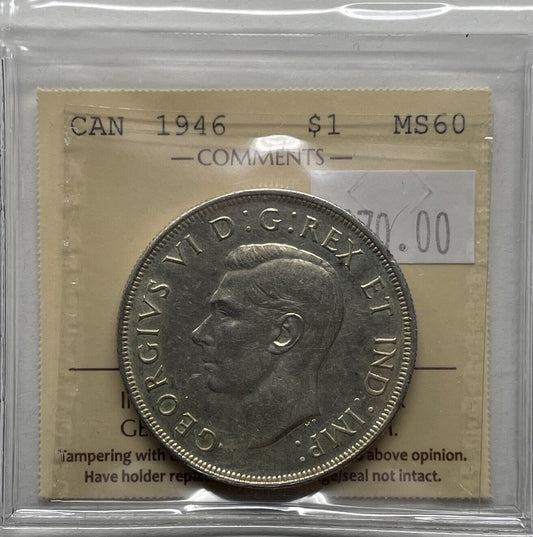 CAN 1946 $1 MS60
— COMMENTS —
70.00
GEORGIVS VI D:G:REX ET IND:IMP:
Tampering with above opinion.
Have holder seal not intact.